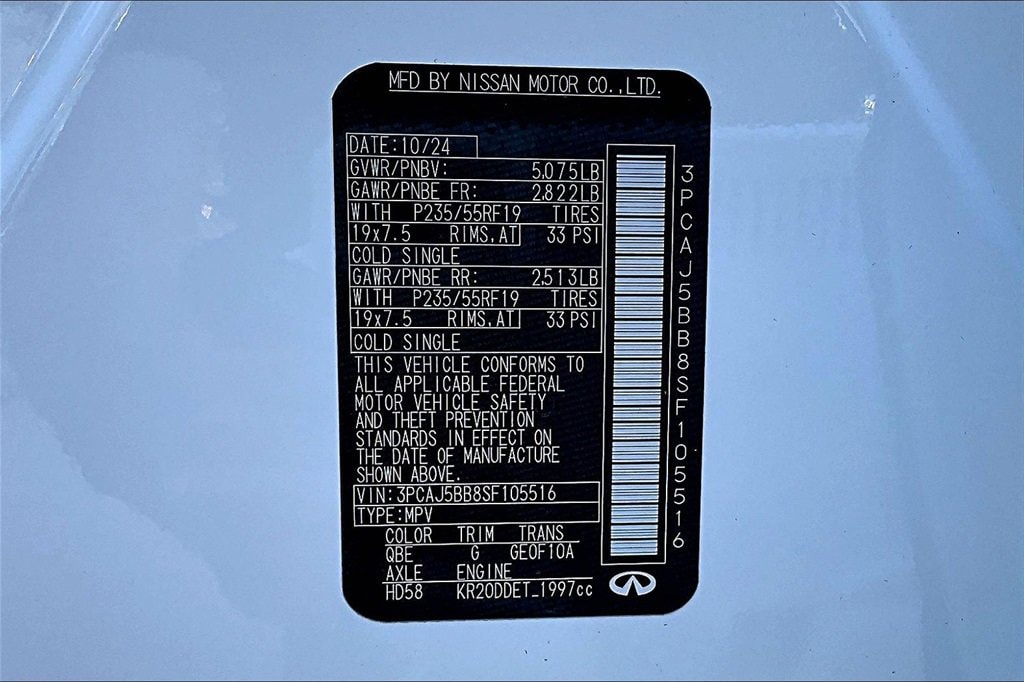 MFD BY NISSAN MOTOR CO.,LTD.
DATE:10/24
GVWR/PNBV: 5,075LB
GAWR/PNBE FR: 2,822LB
WITH P235/55RF19 TIRES
19x7.5 RIMS,AT 33 PSI
COLD SINGLE
GAWR/PNBE RR: 2,513LB
WITH P235/55RF19 TIRES
19x7.5 RIMS,AT 33 PSI
COLD SINGLE
THIS VEHICLE CONFORMS TO
ALL APPLICABLE FEDERAL
MOTOR VEHICLE SAFETY
AND THEFT PREVENTION
STANDARDS IN EFFECT ON
THE DATE OF MANUFACTURE
SHOWN ABOVE.
VIN:3PCAJ5BB8SF105516
TYPE:MPV
COLOR TRIM TRANS
QBE G GE0F10A
AXLE ENGINE
HD58 KR20DDET_1997cc
3PCAJ5BB8SF105516